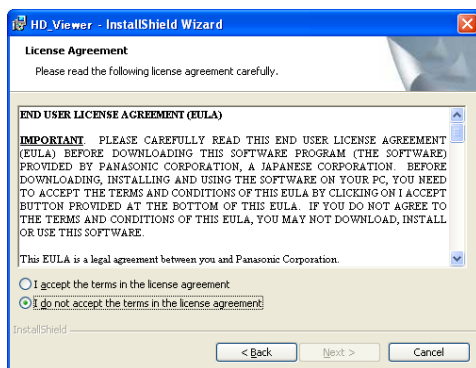 HD_Viewer - InstallShield Wizard
License Agreement
Please read the following license agreement carefully.
END USER LICENSE AGREEMENT (EULA)
IMPORTANT. PLEASE CAREFULLY READ THIS END USER LICENSE AGREEMENT
(EULA) BEFORE DOWNLOADING THIS SOFTWARE PROGRAM (THE SOFTWARE)
PROVIDED BY PANASONIC CORPORATION, A JAPANESE CORPORATION. BEFORE
DOWNLOADING, INSTALLING AND USING THE SOFTWARE ON YOUR PC, YOU NEED
TO ACCEPT THE TERMS AND CONDITIONS OF THIS EULA BY CLICKING ON I ACCEPT
BUTTON PROVIDED AT THE BOTTOM OF THIS EULA. IF YOU DO NOT AGREE TO
THE TERMS AND CONDITIONS OF THIS EULA, YOU MAY NOT DOWNLOAD, INSTALL
OR USE THIS SOFTWARE.
This EULA is a legal agreement between you and Panasonic Corporation.
I accept the terms in the license agreement
I do not accept the terms in the license agreement
InstallShield
< Back Next > Cancel